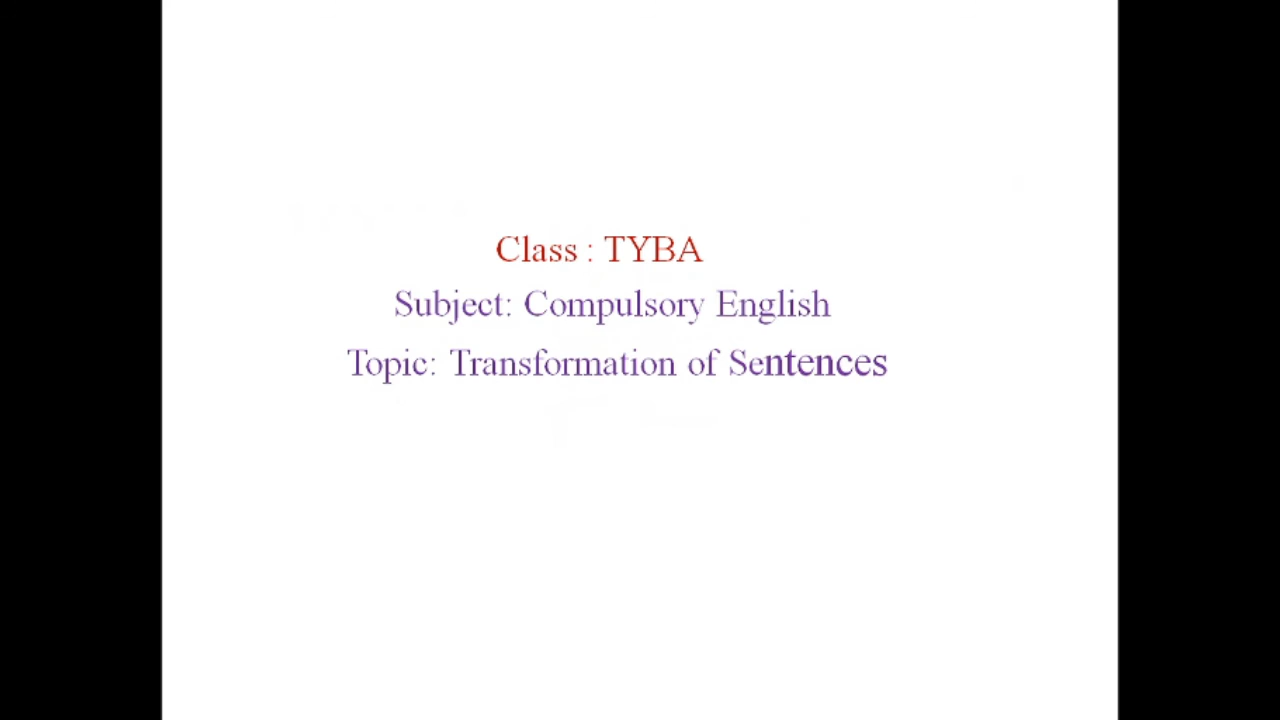 Class : TYBA
Subject: Compulsory English
Topic: Transformation of Sentences